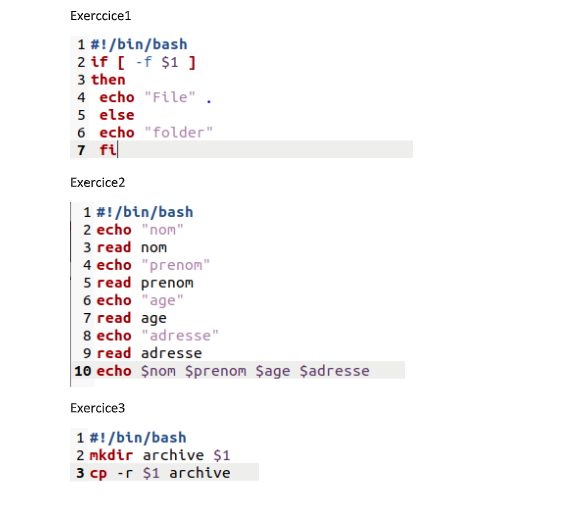 Exerccice1
1 #!/bin/bash
2 if [ -f $1 ]
3 then
4 echo "File" .
5 else
6 echo "folder"
7 fi
Exercice2
1 #!/bin/bash
2 echo "nom"
3 read nom
4 echo "prenom"
5 read prenom
6 echo "age"
7 read age
8 echo "adresse"
9 read adresse
10 echo $nom $prenom $age $adresse
Exercice3
1 #!/bin/bash
2 mkdir archive $1
3 cp -r $1 archive